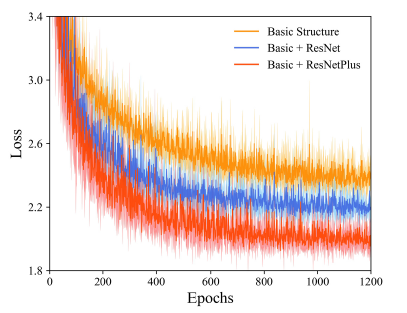 3.4
Basic Structure
Basic + ResNet
Basic + ResNetPlus
3.0
2.6
Loss
2.2
1.8
0 200 400 600 800 1000 1200
Epochs